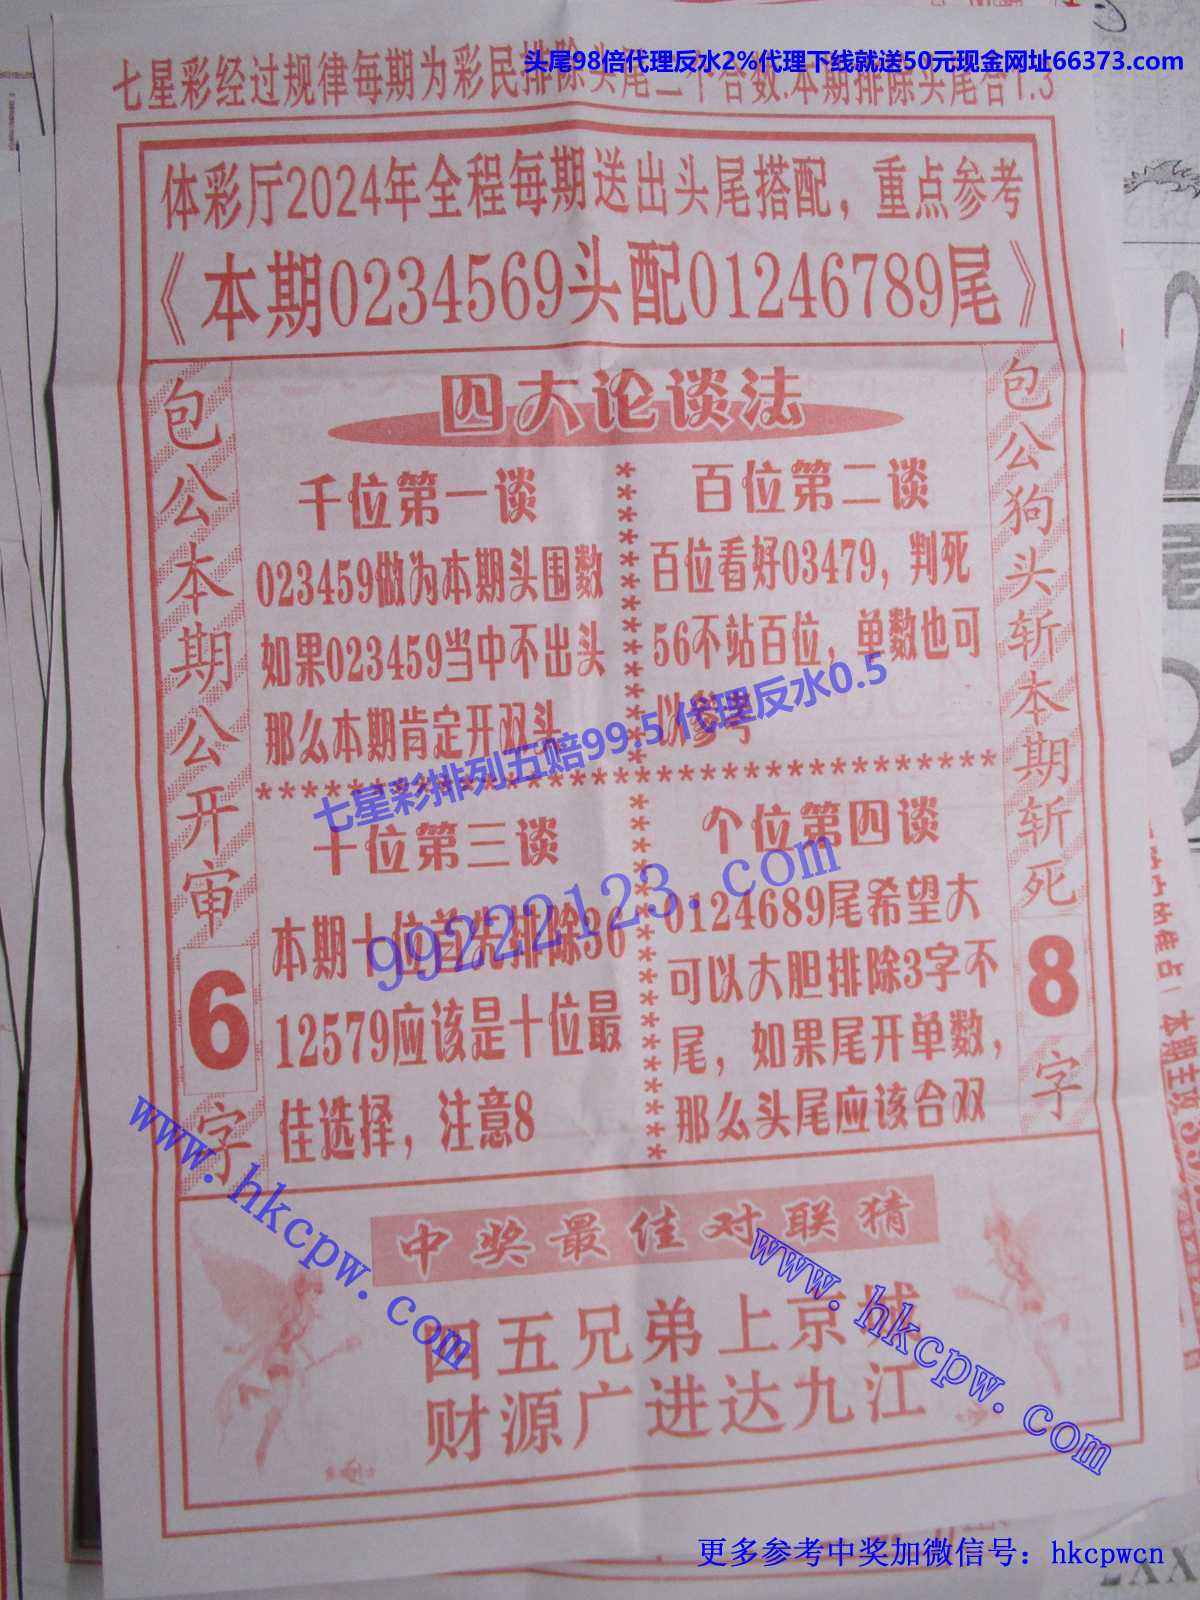 头尾98倍代理反水2%代理下线就送50元现金网址66373.com
七星彩经过规律每期为彩民排除头尾二个合数.本期排除头尾合1.3
体彩厅2024年全程每期送出头尾搭配，重点参考
《本期0234569头配01246789尾》
包公本期公开审6字
四大论谈法
千位第一谈
023459做为本期头围数
如果023459当中不出头
那么本期肯定开双头
百位第二谈
百位看好03479，判死
56不站百位，单数也可
以参考
七星彩排列五赔99.5 代理反水0.5
十位第三谈
本期十位首先排除36
12579应该是十位最
佳选择，注意8
个位第四谈
0124689尾希望大
可以大胆排除3字不
尾，如果尾开单数，
那么头尾应该合双
99222123.com
包公狗头斩本期斩死8字
中奖最佳对联猜
四五兄弟上京城
财源广进达九江
www.hkcpw.com
www.hkcpw.com
更多参考中奖加微信号：hkcpwcn